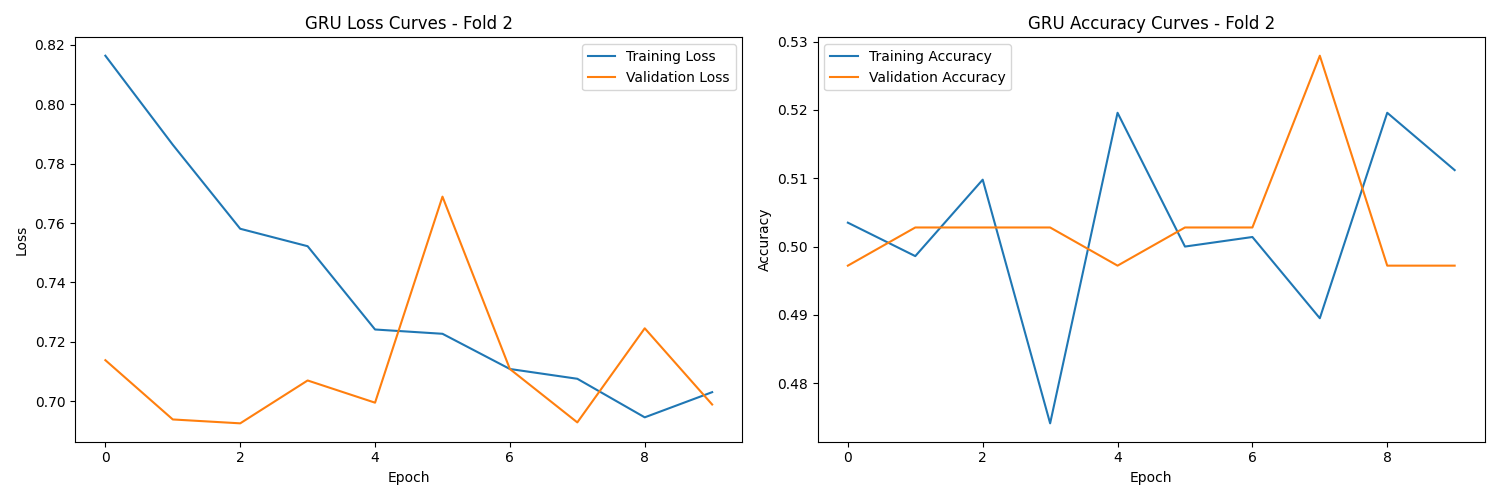 GRU Loss Curves - Fold 2
Training Loss
Validation Loss
0.82
0.80
0.78
0.76
0.74
0.72
0.70
Loss
0 2 4 6 8
Epoch
GRU Accuracy Curves - Fold 2
Training Accuracy
Validation Accuracy
0.53
0.52
0.51
0.50
0.49
0.48
Accuracy
0 2 4 6 8
Epoch